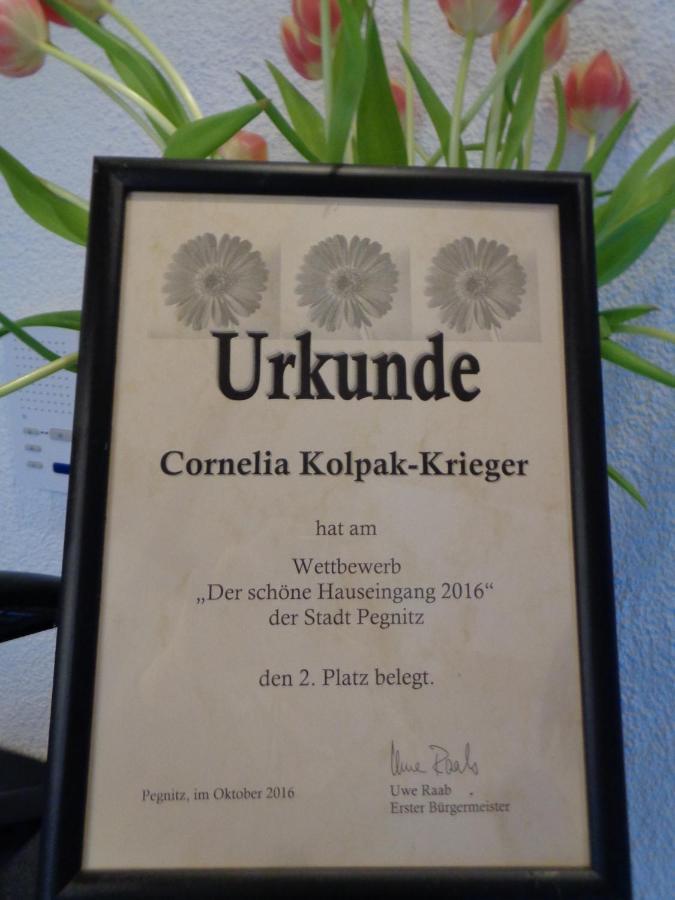 Urkunde
Cornelia Kolpak-Krieger
hat am
Wettbewerb
„Der schöne Hauseingang 2016“
der Stadt Pegnitz
den 2. Platz belegt.
Uwe Raab
Pegnitz, im Oktober 2016
Uwe Raab
Erster Bürgermeister